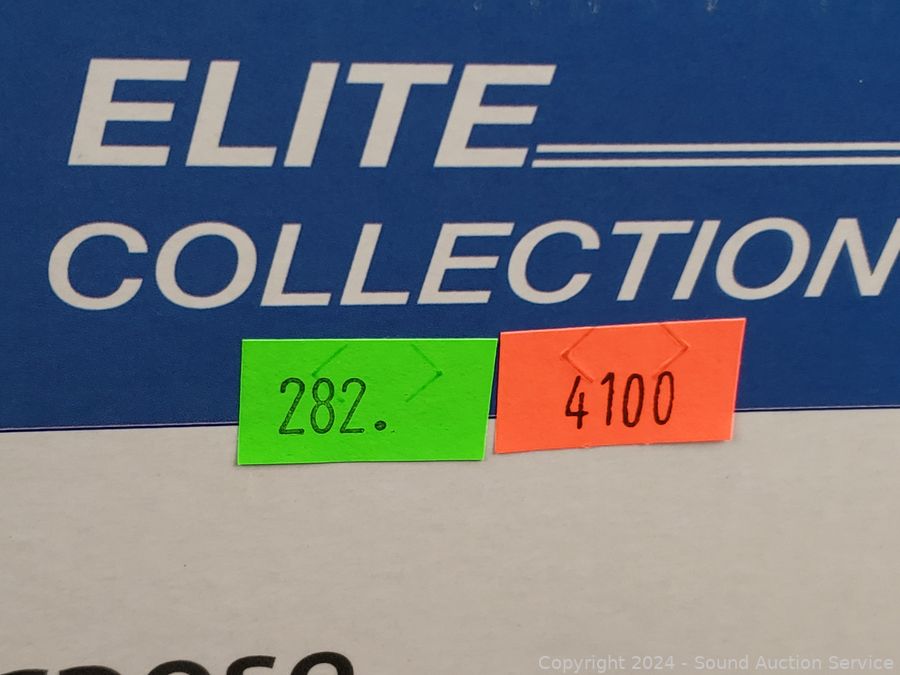 ELITE
COLLECTION
282.
4100
Copyright 2024 - Sound Auction Service